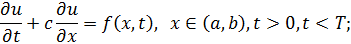 ∂u/∂t + c ∂u/∂x = f(x,t), x ∈ (a,b), t > 0, t < T;